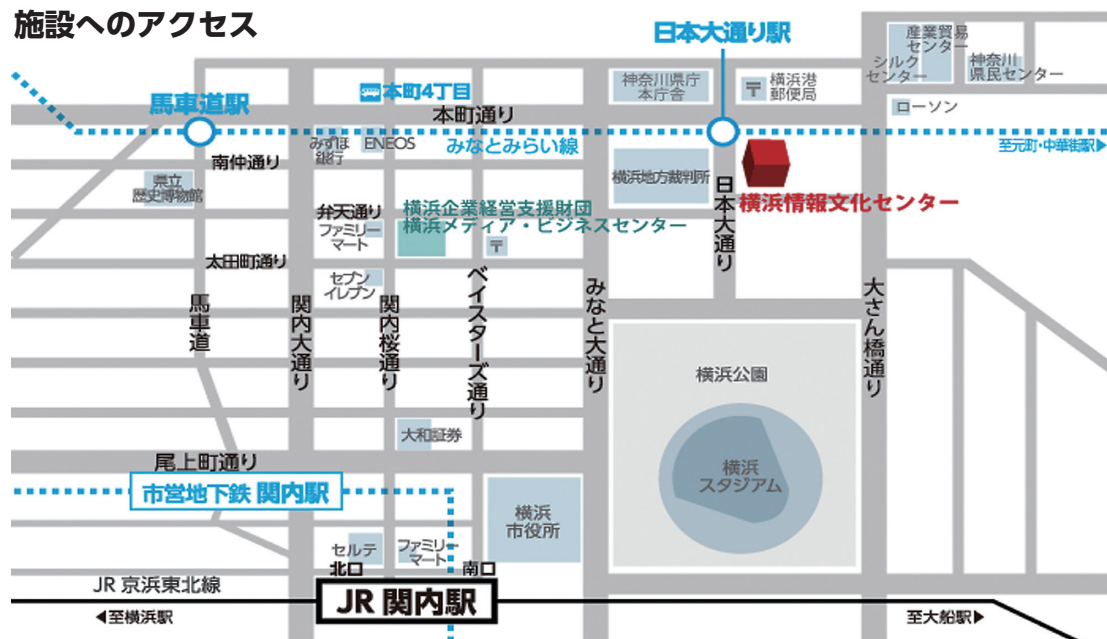 施設へのアクセス
日本大通り駅
産業貿易
センター
シルク
センター
神奈川
県民センター
神奈川県庁
本庁舎
〒
横浜港
郵便局
ローソン
馬車道駅
本町4丁目
本町通り
みずほ
銀行
ENEOS
みなとみらい線
至元町・中華街駅▶
南仲通り
県立
歴史博物館
横浜地方裁判所
日本大通り
横浜情報文化センター
弁天通り
ファミリー
マート
横浜企業経営支援財団
横浜メディア・ビジネスセンター
〒
太田町通り
セブン
イレブン
馬車道
関内大通り
関内桜通り
ベイスターズ通り
みなと大通り
大さん橋通り
横浜公園
横浜
スタジアム
大和証券
尾上町通り
市営地下鉄 関内駅
横浜
市役所
セルテ
ファミリー
マート
北口
南口
JR 京浜東北線
JR 関内駅
◀至横浜駅
至大船駅▶